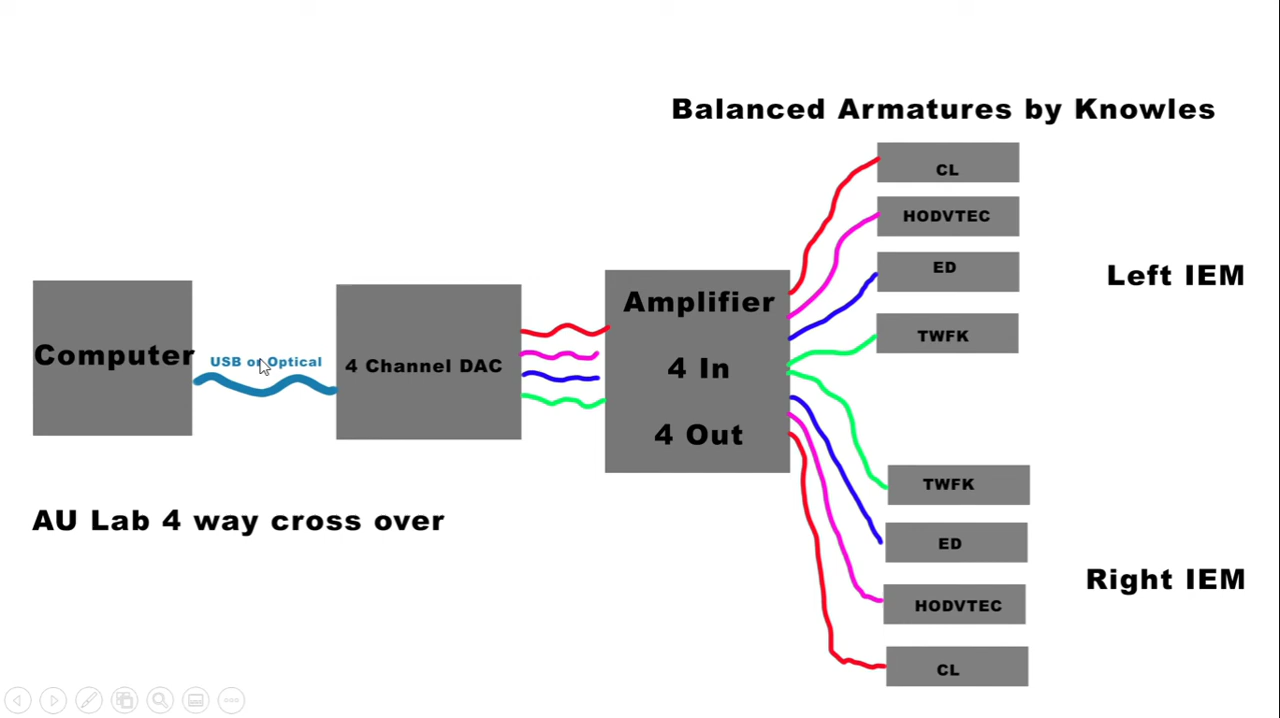 Balanced Armatures by Knowles
CL
HODVTEC
ED
TWFK
Left IEM
Computer
USB or Optical
4 Channel DAC
Amplifier
4 In
4 Out
TWFK
ED
HODVTEC
CL
Right IEM
AU Lab 4 way cross over